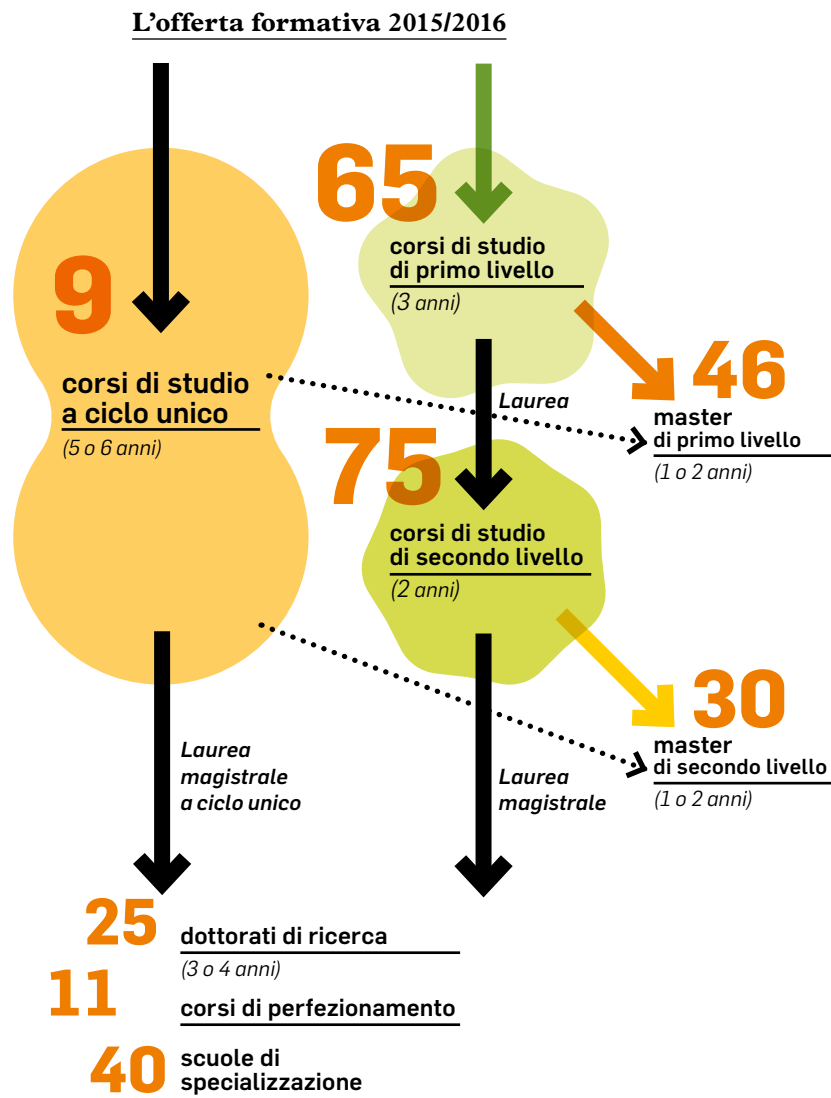 L'offerta formativa 2015/2016
65
corsi di studio
di primo livello
(3 anni)
9
corsi di studio
a ciclo unico
(5 o 6 anni)
46
master
di primo livello
(1 o 2 anni)
Laurea
75
corsi di studio
di secondo livello
(2 anni)
30
master
di secondo livello
(1 o 2 anni)
Laurea
magistrale
a ciclo unico
Laurea
magistrale
25
dottorati di ricerca
(3 o 4 anni)
11
corsi di perfezionamento
40
scuole di
specializzazione